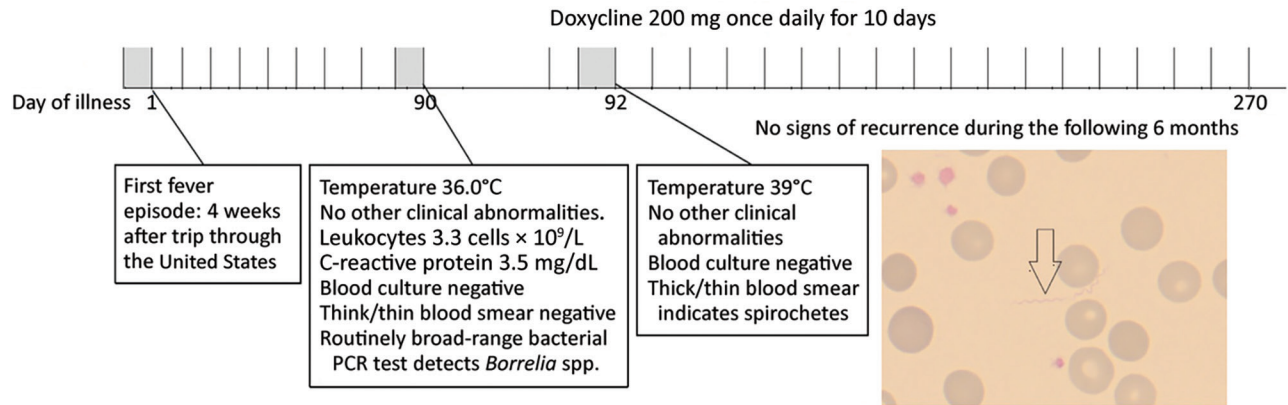 Doxycycline 200 mg once daily for 10 days
Day of illness 1 90 92 270
No signs of recurrence during the following 6 months
First fever
episode: 4 weeks
after trip through
the United States
Temperature 36.0°C
No other clinical abnormalities.
Leukocytes 3.3 cells × 10⁹/L
C-reactive protein 3.5 mg/dL
Blood culture negative
Think/thin blood smear negative
Routinely broad-range bacterial
PCR test detects Borrelia spp.
Temperature 39°C
No other clinical
abnormalities
Blood culture negative
Thick/thin blood smear
indicates spirochetes